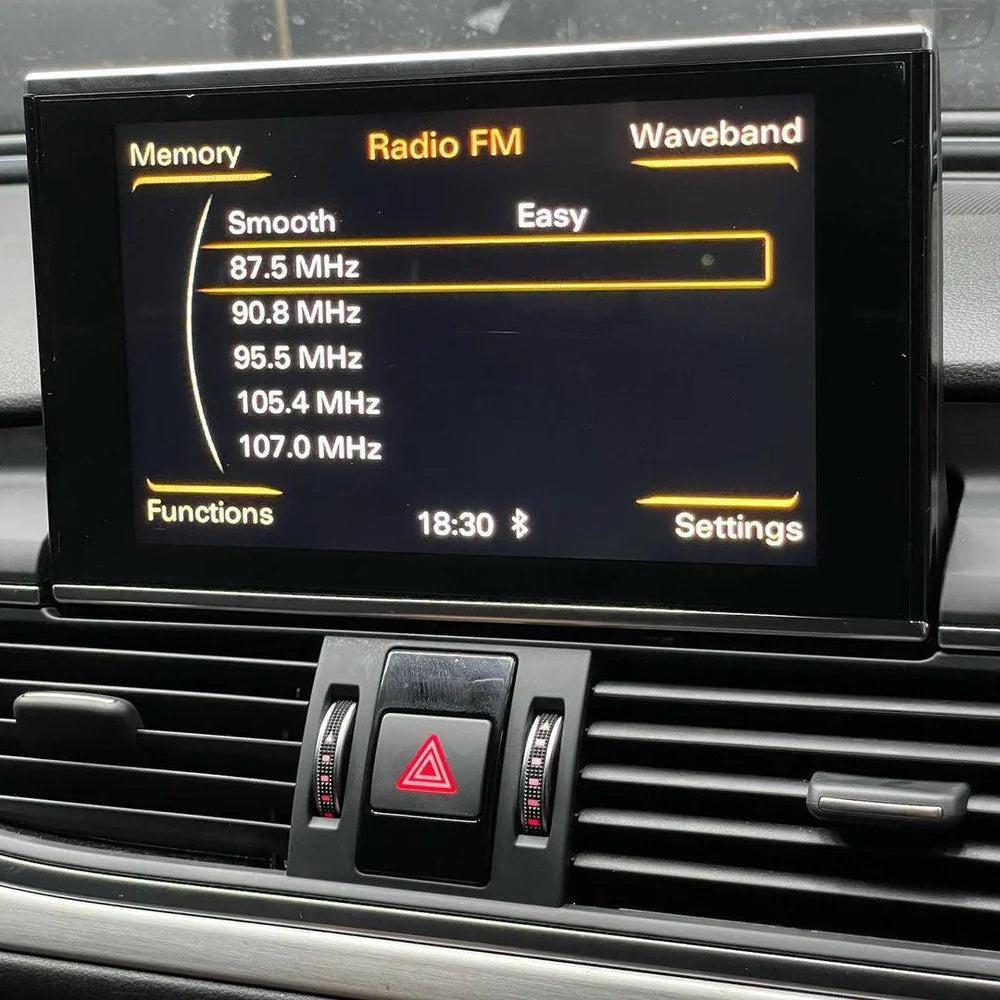 Memory Radio FM Waveband
Smooth Easy
87.5 MHz
90.8 MHz
95.5 MHz
105.4 MHz
107.0 MHz
Functions 18:30 Settings